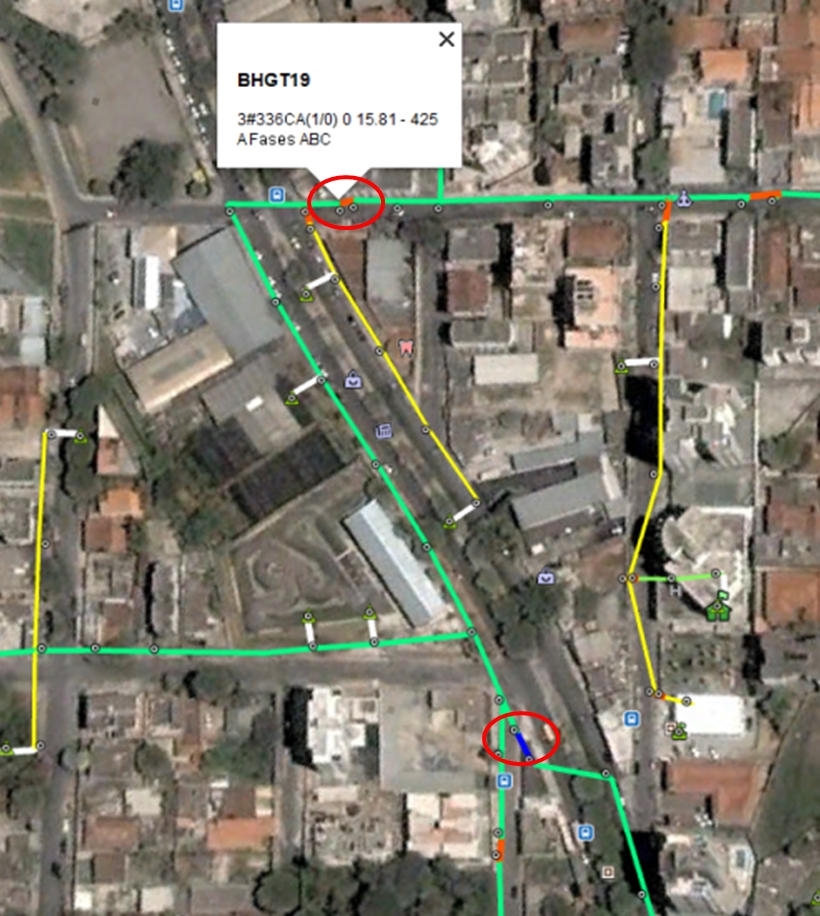 BHGT19
3#336CA(1/0) 0 15.81 - 425
AFases ABC
H